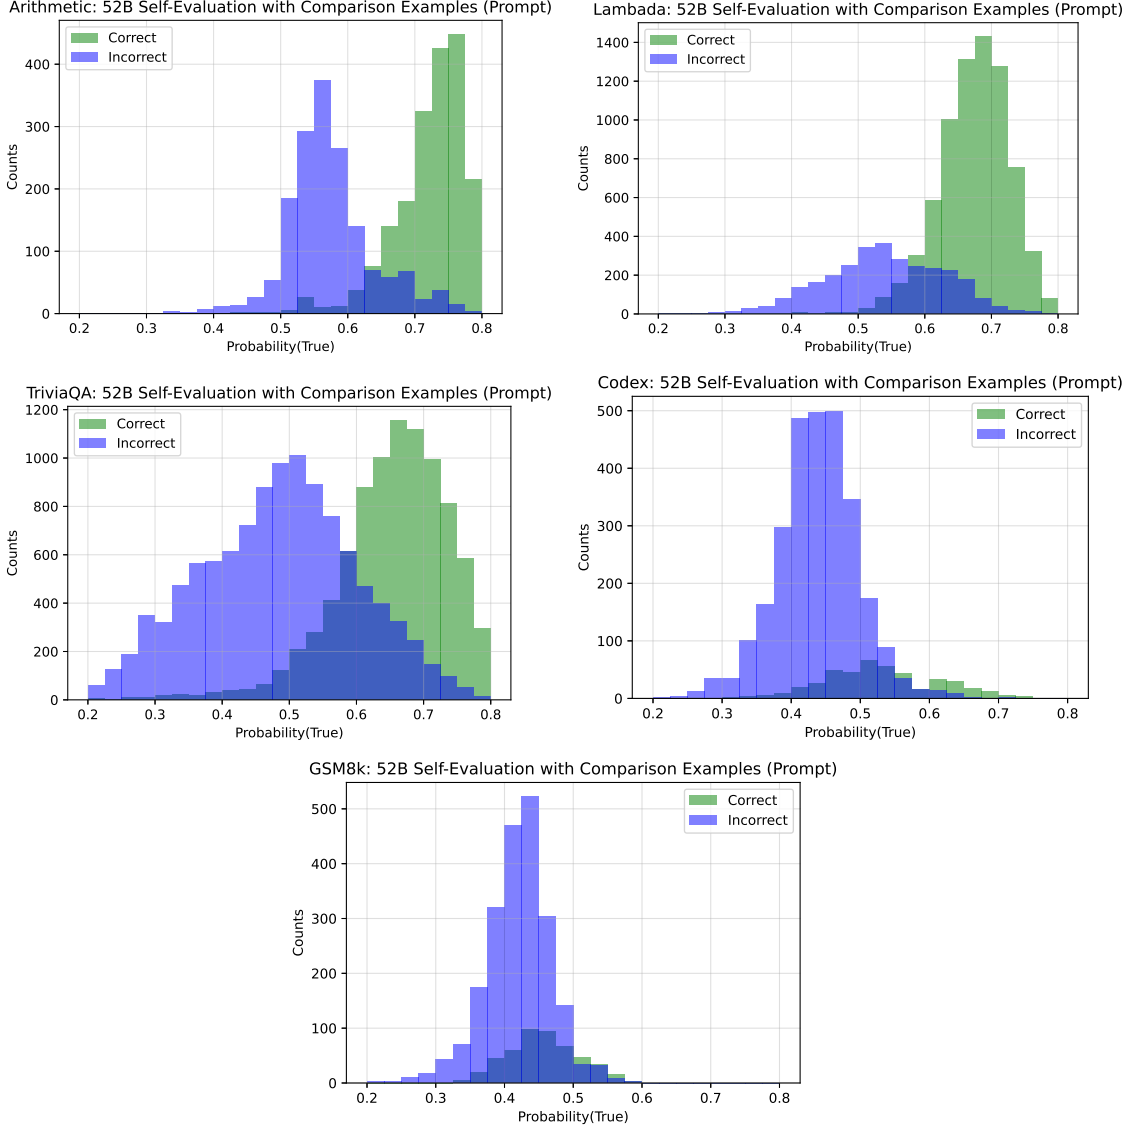 Arithmetic: 52B Self-Evaluation with Comparison Examples (Prompt)
Correct
Incorrect
400
300
200
100
0
Counts
0.2 0.3 0.4 0.5 0.6 0.7 0.8
Probability(True)
Lambada: 52B Self-Evaluation with Comparison Examples (Prompt)
Correct
Incorrect
1400
1200
1000
800
600
400
200
0
Counts
0.2 0.3 0.4 0.5 0.6 0.7 0.8
Probability(True)
TriviaQA: 52B Self-Evaluation with Comparison Examples (Prompt)
Correct
Incorrect
1200
1000
800
600
400
200
0
Counts
0.2 0.3 0.4 0.5 0.6 0.7 0.8
Probability(True)
Codex: 52B Self-Evaluation with Comparison Examples (Prompt)
Correct
Incorrect
500
400
300
200
100
0
Counts
0.2 0.3 0.4 0.5 0.6 0.7 0.8
Probability(True)
GSM8k: 52B Self-Evaluation with Comparison Examples (Prompt)
Correct
Incorrect
500
400
300
200
100
0
Counts
0.2 0.3 0.4 0.5 0.6 0.7 0.8
Probability(True)